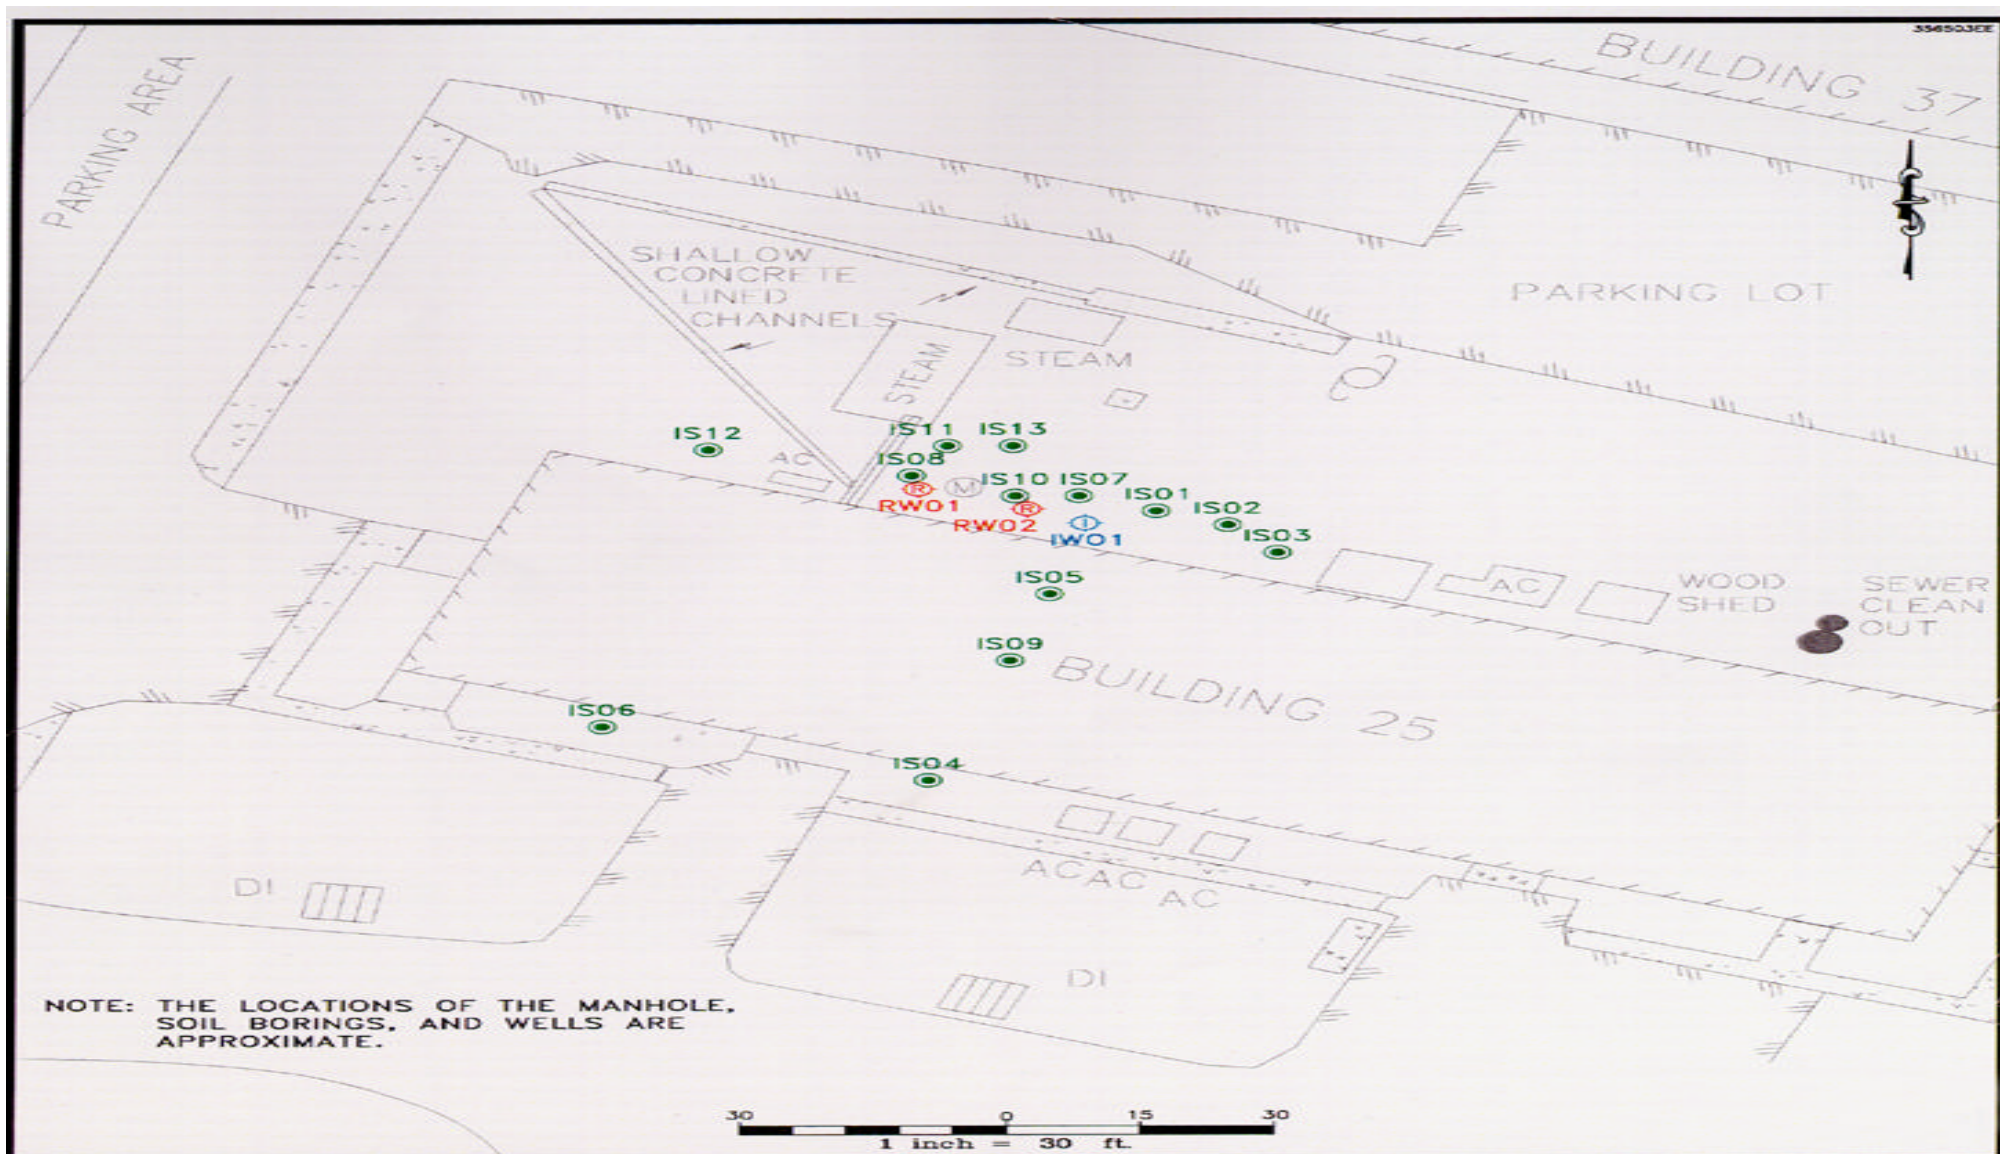 356503EE
BUILDING 37
PARKING AREA
SHALLOW
CONCRETE
LINED
CHANNELS
PARKING LOT
STEAM
STEAM
IS12
IS11
IS13
AC
IS08
M
IS10
IS07
IS01
R
RW01
IS02
R
RW02
I
IW01
IS03
IS05
AC
WOOD
SHED
SEWER
CLEAN
OUT
IS09
BUILDING 25
IS06
IS04
AC
AC
AC
DI
DI
NOTE: THE LOCATIONS OF THE MANHOLE,
SOIL BORINGS, AND WELLS ARE
APPROXIMATE.
30 0 15 30
1 inch = 30 ft.